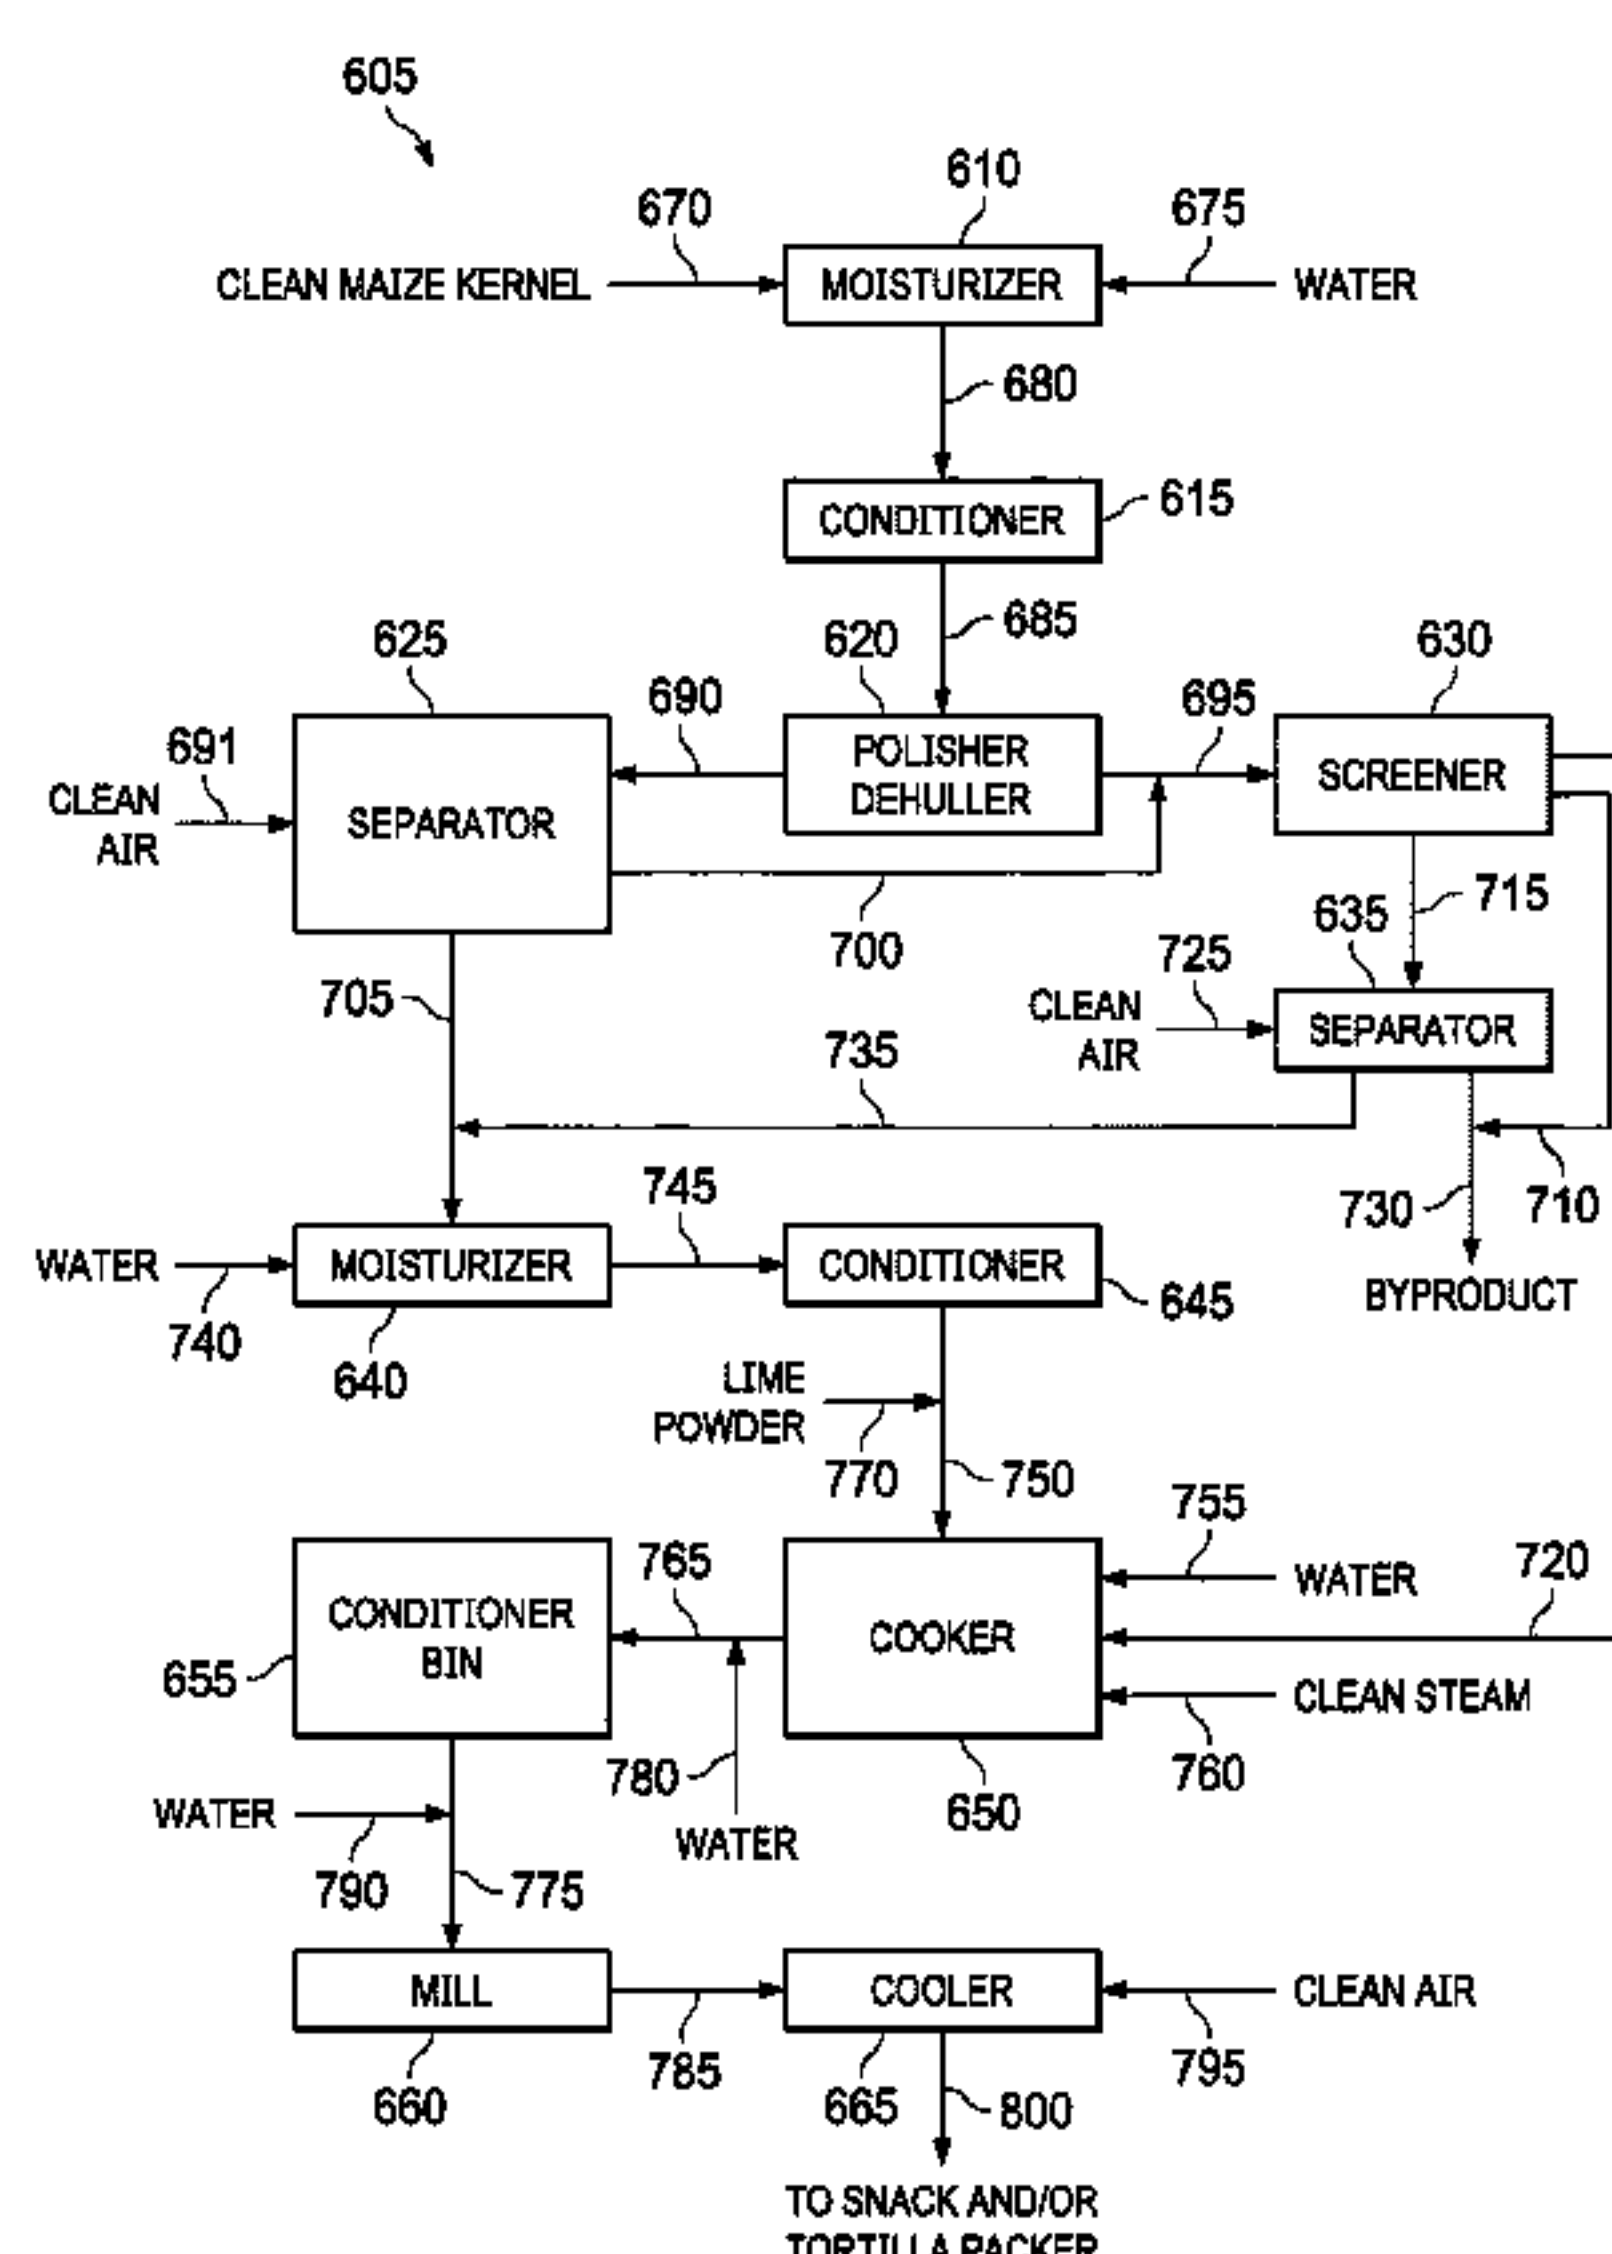 605
610
670
675
CLEAN MAIZE KERNEL
MOISTURIZER
WATER
680
CONDITIONER
615
685
625
620
630
690
695
691
CLEAN
AIR
SEPARATOR
POLISHER
DEHULLER
SCREENER
700
715
635
725
705
CLEAN
AIR
SEPARATOR
735
745
730
710
WATER
MOISTURIZER
CONDITIONER
BYPRODUCT
645
740
640
LIME
POWDER
770
750
755
765
720
WATER
CONDITIONER
BIN
COOKER
655
CLEAN STEAM
780
760
650
WATER
WATER
790
775
MILL
COOLER
CLEAN AIR
785
795
660
665
800
TO SNACK AND/OR
TORTILLA PACKER